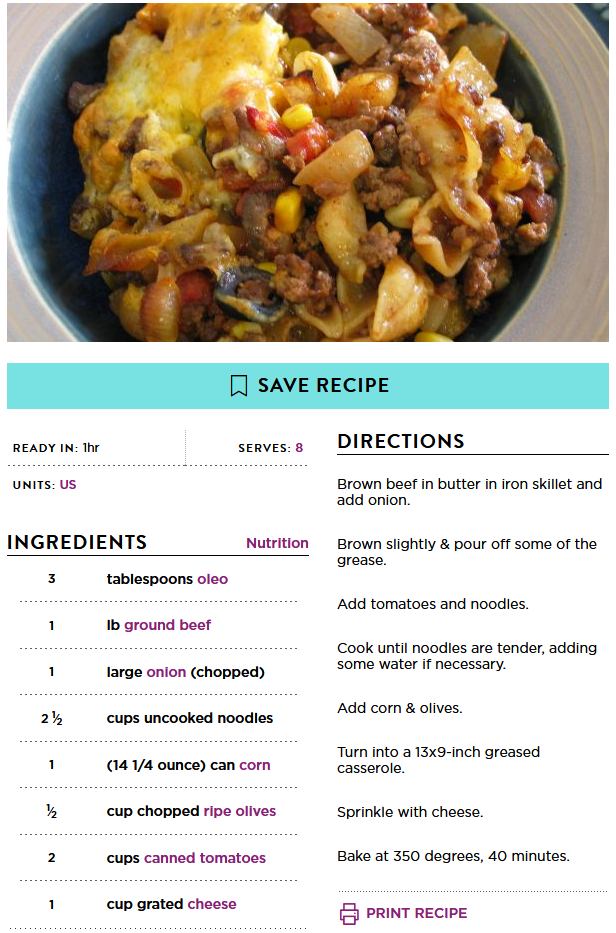 SAVE RECIPE
READY IN: 1hr
SERVES: 8
UNITS: US
INGREDIENTS
Nutrition
3 tablespoons oleo
1 lb ground beef
1 large onion (chopped)
2 ½ cups uncooked noodles
1 (14 1/4 ounce) can corn
½ cup chopped ripe olives
2 cups canned tomatoes
1 cup grated cheese
DIRECTIONS
Brown beef in butter in iron skillet and
add onion.
Brown slightly & pour off some of the
grease.
Add tomatoes and noodles.
Cook until noodles are tender, adding
some water if necessary.
Add corn & olives.
Turn into a 13x9-inch greased
casserole.
Sprinkle with cheese.
Bake at 350 degrees, 40 minutes.
PRINT RECIPE